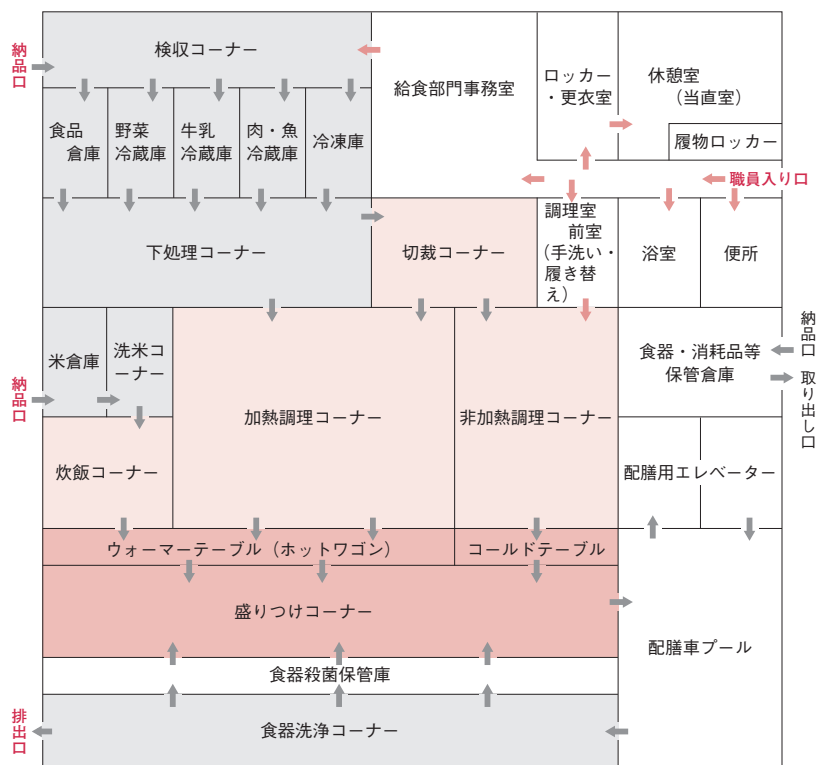 納品口
検収コーナー
給食部門事務室
ロッカー
・更衣室
休憩室
（当直室）
履物ロッカー
職員入り口
食品
倉庫
野菜
冷蔵庫
牛乳
冷蔵庫
肉・魚
冷蔵庫
冷凍庫
下処理コーナー
切裁コーナー
調理室
前室
（手洗い・
履き替
え）
浴室
便所
米倉庫
洗米コ
ーナー
納品口
加熱調理コーナー
非加熱調理コーナー
食器・消耗品等
保管倉庫
納品口
取り出し口
炊飯コーナー
配膳用エレベーター
ウォーマーテーブル（ホットワゴン）
コールドテーブル
盛りつけコーナー
配膳車プール
食器殺菌保管庫
食器洗浄コーナー
排出口